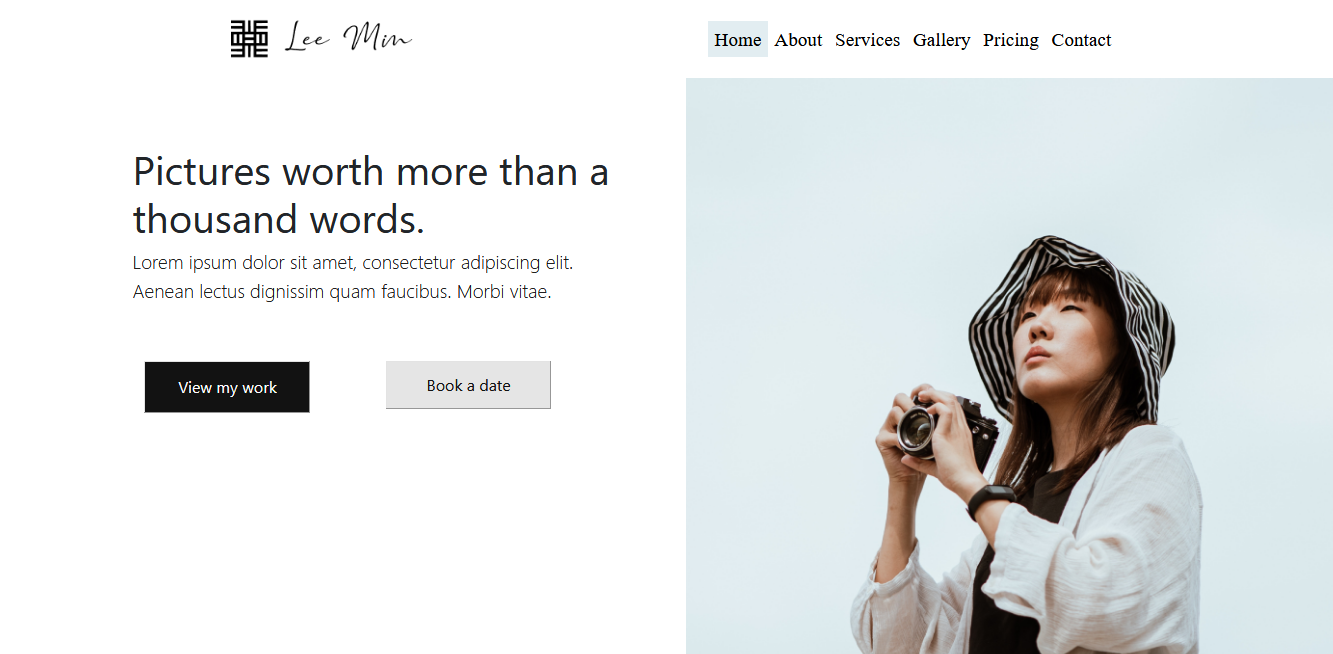 Lee Min
Home About Services Gallery Pricing Contact
Pictures worth more than a
thousand words.
Lorem ipsum dolor sit amet, consectetur adipiscing elit.
Aenean lectus dignissim quam faucibus. Morbi vitae.
View my work
Book a date